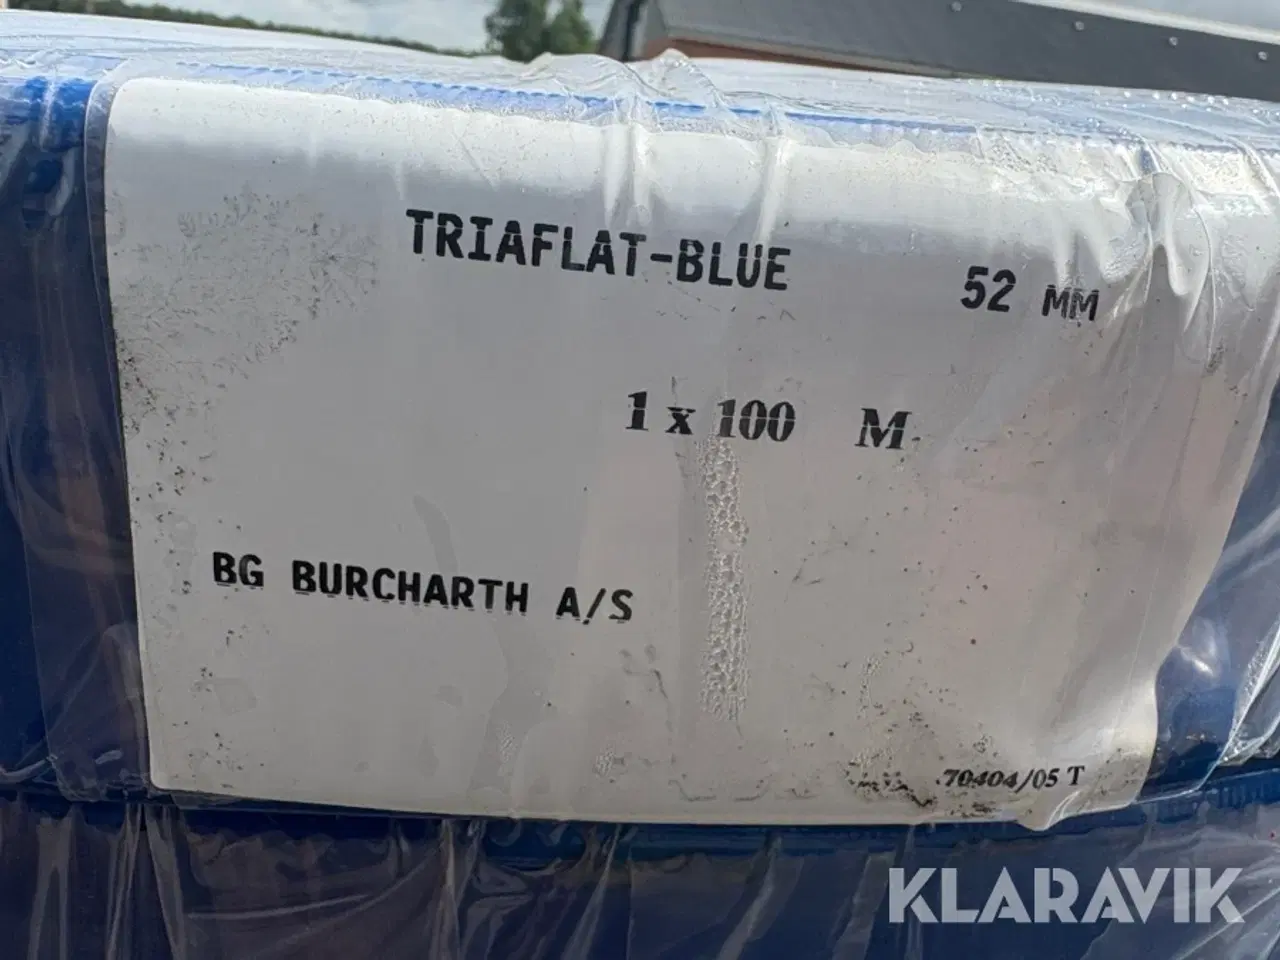 TRIAFLAT-BLUE 52 MM
1 x 100 M
BG BURCHARTH A/S
70404/05 T
KLARAVIK